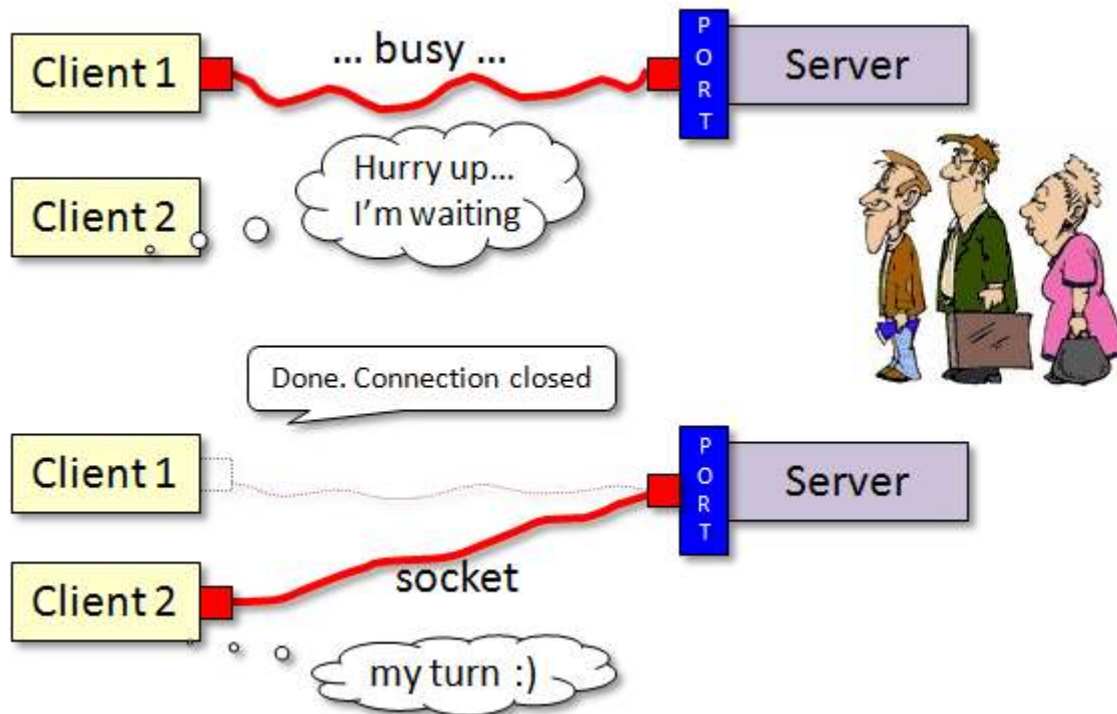 Client 1
... busy ...
PORT
Server
Client 2
Hurry up...
I'm waiting
Done. Connection closed
Client 1
PORT
Server
Client 2
socket
my turn :)